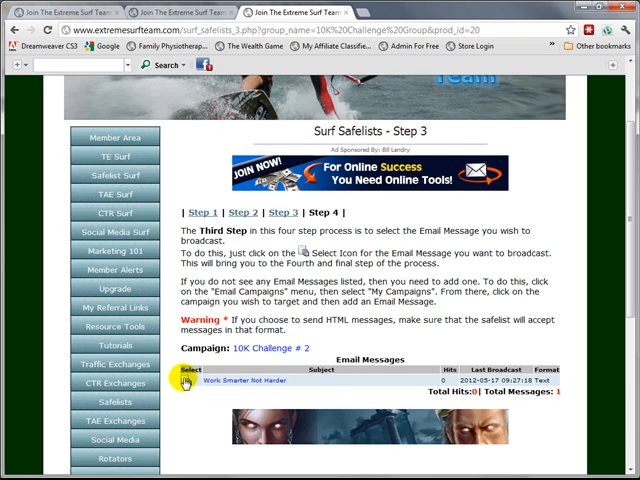 Join The Extreme Surf Team
Join The Extreme Surf Team
Join The Extreme Surf Team
www.extremesurfteam.com/surf_safelists_3.php?group_name=10K%20Challenge%20Group&prod_id=20
Dreamweaver CS3
Google
Family Physiotherap...
The Wealth Game
My Affiliate Classifie...
Admin For Free
Store Login
Other bookmarks
Search
Team
Member Area
TE Surf
Safelist Surf
TAE Surf
CTR Surf
Social Media Surf
Marketing 101
Member Alerts
Upgrade
My Referral Links
Resource Tools
Tutorials
Traffic Exchanges
CTR Exchanges
Safelists
TAE Exchanges
Social Media
Rotators
Surf Safelists - Step 3
Ad Sponsored By: Bill Landry
JOIN NOW!
For Online Success
You Need Online Tools!
| Step 1 | Step 2 | Step 3 | Step 4 |
The Third Step in this four step process is to select the Email Message you wish to
broadcast.
To do this, just click on the Select Icon for the Email Message you want to broadcast.
This will bring you to the Fourth and final step of the process.
If you do not see any Email Messages listed, then you need to add one. To do this, click
on the "Email Campaigns" menu, then select "My Campaigns". From there, click on the
campaign you wish to target and then add an Email Message.
Warning * If you choose to send HTML messages, make sure that the safelist will accept
messages in that format.
Campaign: 10K Challenge # 2
Email Messages
Select Subject Hits Last Broadcast Format
Work Smarter Not Harder 0 2012-05-17 09:27:18 Text
Total Hits:0| Total Messages: 1